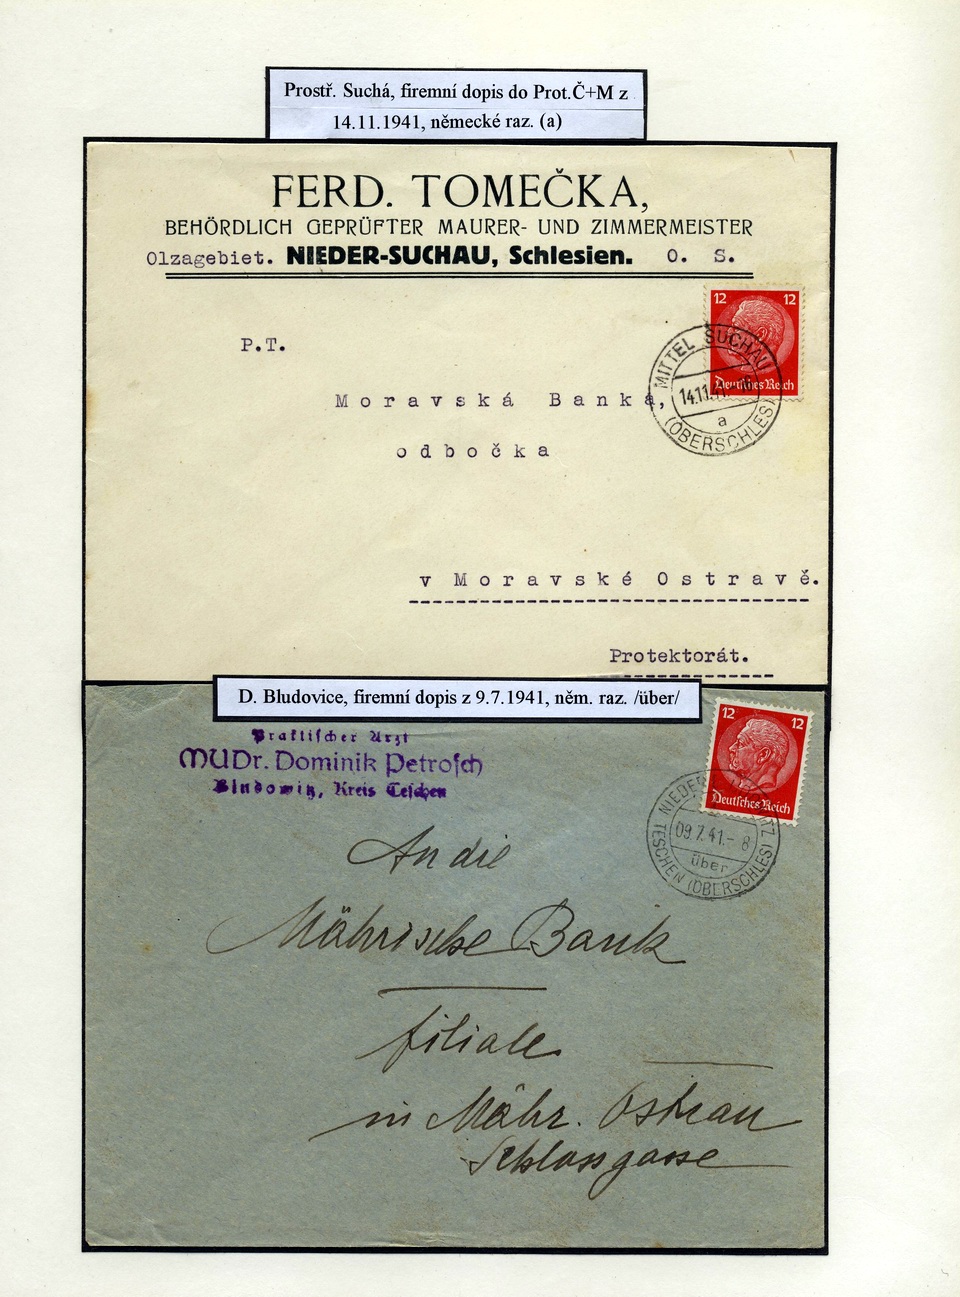 Prostř. Suchá, firemní dopis do Prot.Č+M z
14.11.1941, německé raz. (a)
FERD. TOMEČKA,
BEHÖRDLICH GEPRÜFTER MAURER- UND ZIMMERMEISTER
Olzagebiet. NIEDER-SUCHAU, Schlesien. O. S.
12 12
Deutsches Reich
MITTEL SUCHAU
14.11.41
a
(OBERSCHLES)
P.T.
Moravská Banka,
odbočka
v Moravské Ostravě.
Protektorát.
D. Bludovice, firemní dopis z 9.7.1941, něm. raz. /über/
Praktischer Arzt
MUDr. Dominik Petrosch
Bludowitz, Kreis Teschen
12 12
Deutsches Reich
NIEDER
09.7.41.-8
über
TESCHEN (OBERSCHLES)
An die
Mährische Bank
Filiale
in Mähr. Ostrau
Schlossgasse